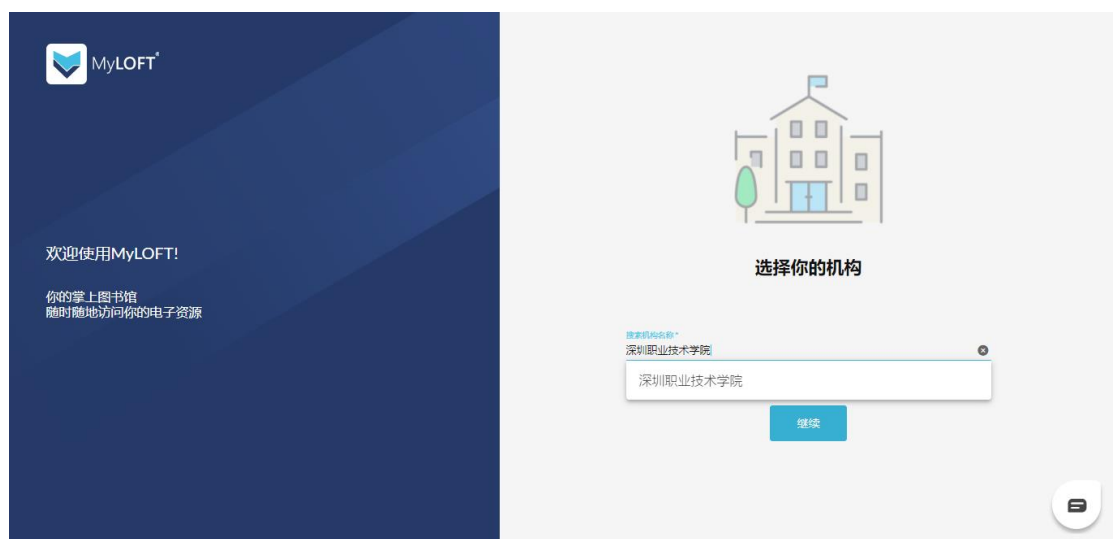 MyLOFT
欢迎使用MyLOFT!
你的掌上图书馆
随时随地访问你的电子资源
选择你的机构
搜索机构名称*
深圳职业技术学院
深圳职业技术学院
继续